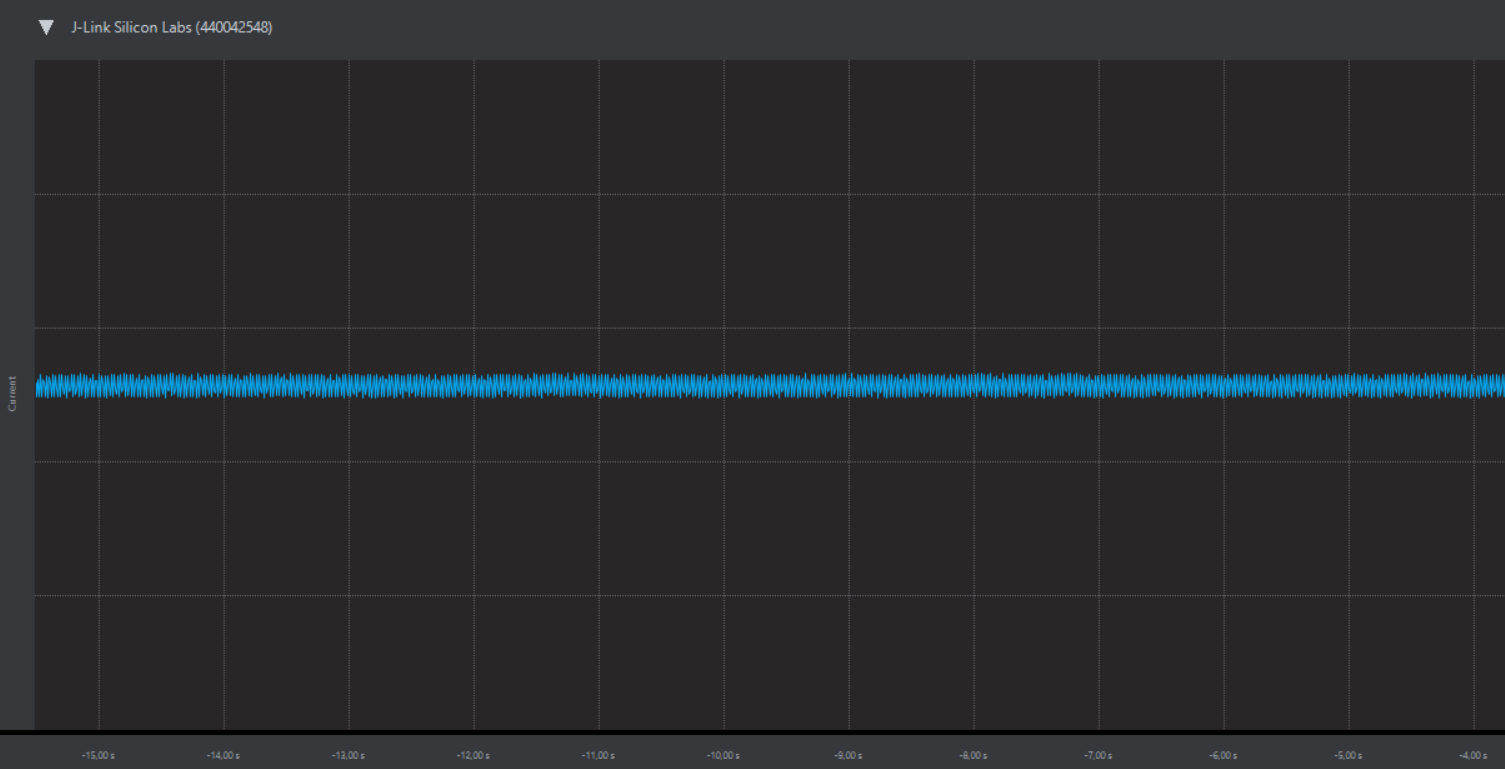 J-Link Silicon Labs (440042548)
Current
-15,00 s -14,00 s -13,00 s -12,00 s -11,00 s -10,00 s -9,00 s -8,00 s -7,00 s -6,00 s -5,00 s -4,00 s